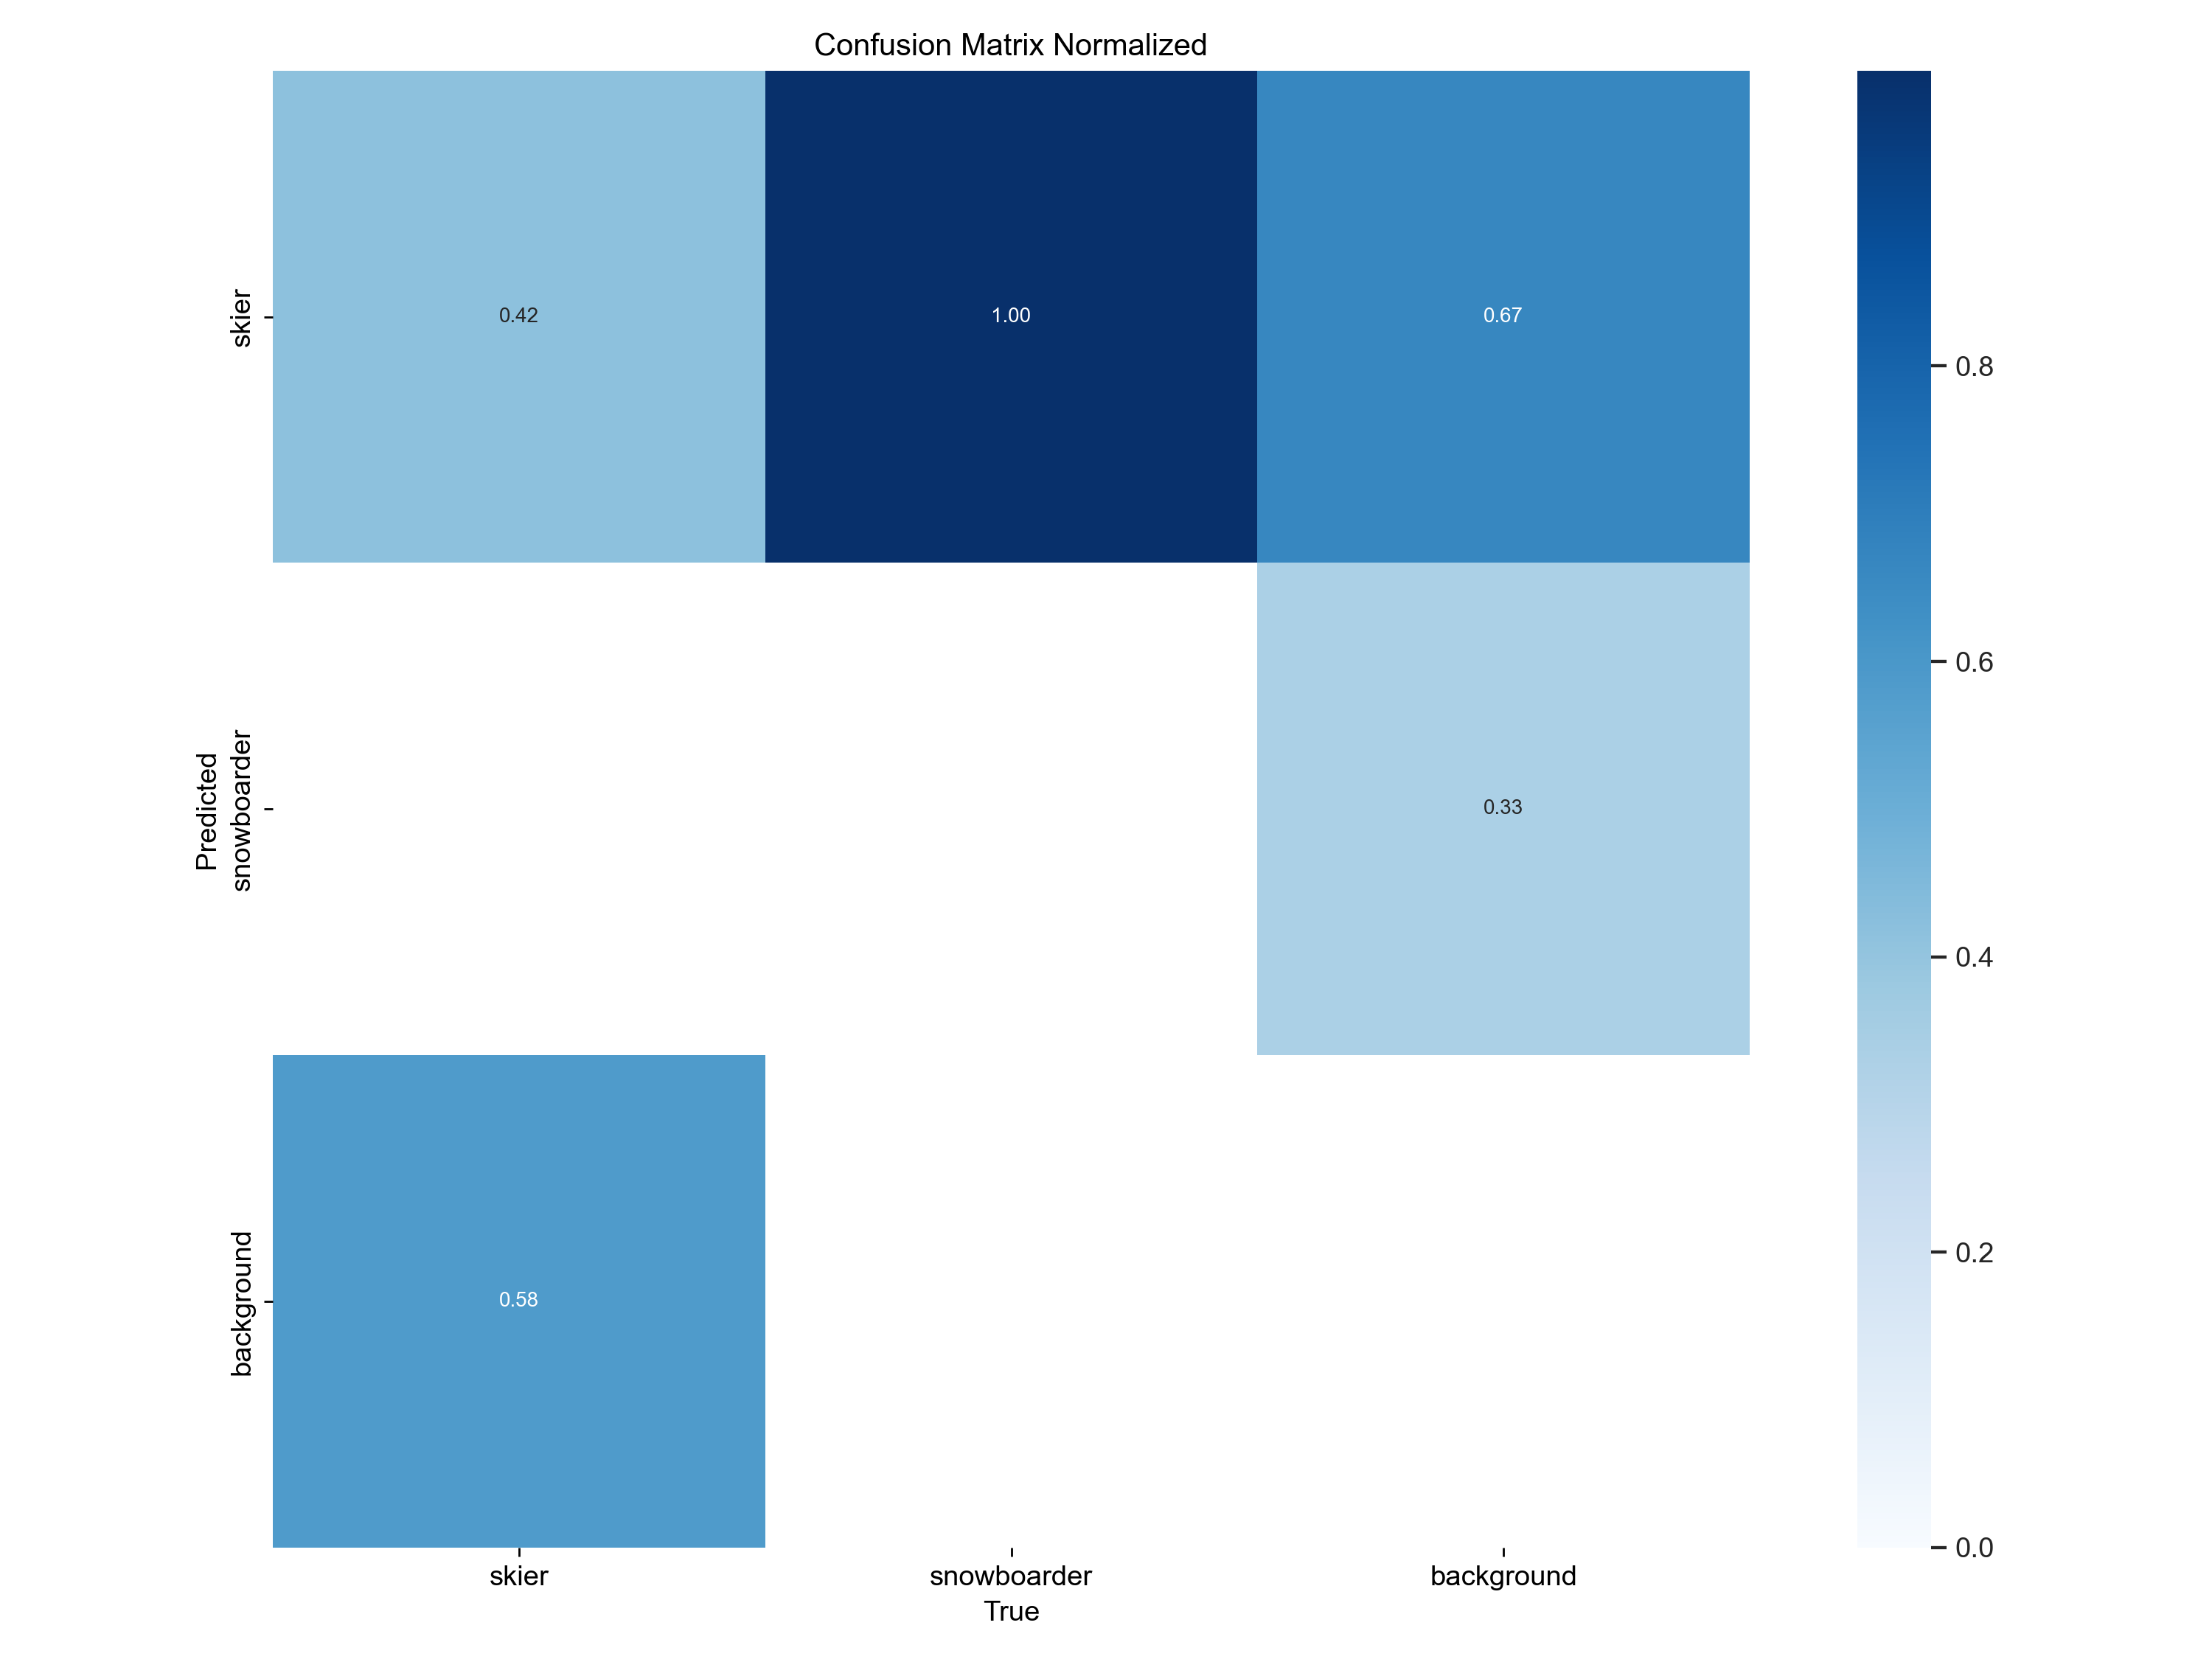 Confusion Matrix Normalized
skier
0.42
1.00
0.67
Predicted
snowboarder
0.33
background
0.58
skier
snowboarder
background
True
0.8
0.6
0.4
0.2
0.0